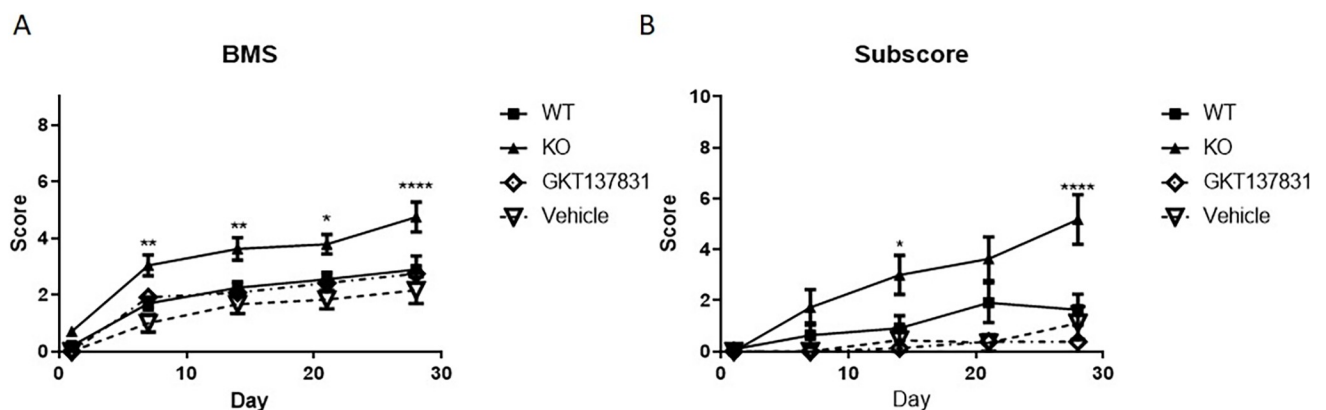 A
BMS
Score
8
6
4
2
0
**
**
*
****
0 10 20 30
Day
WT
KO
GKT137831
Vehicle
B
Subscore
Score
10
8
6
4
2
0
*
****
0 10 20 30
Day
WT
KO
GKT137831
Vehicle